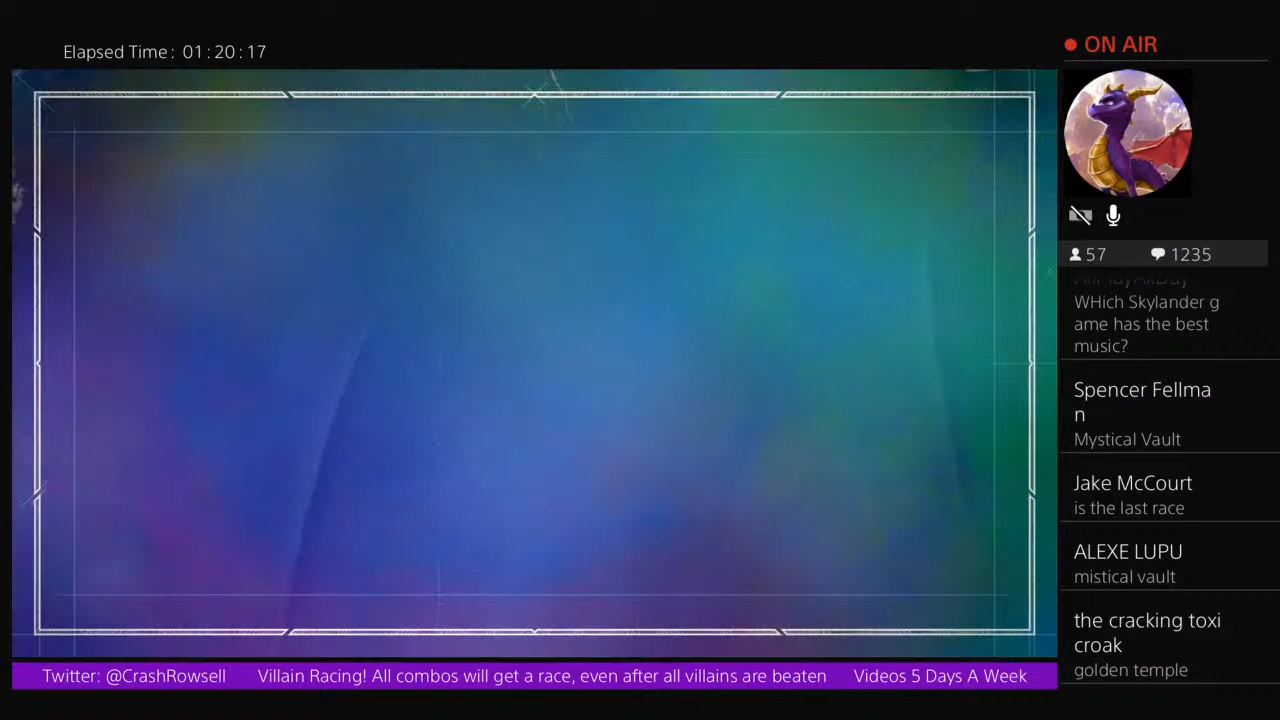 Elapsed Time: 01:20:17
ON AIR
57 1235
WHich Skylander g
ame has the best
music?
Spencer Fellma
n
Mystical Vault
Jake McCourt
is the last race
ALEXE LUPU
mistical vault
the cracking toxi
croak
golden temple
Twitter: @CrashRowsell Villain Racing! All combos will get a race, even after all villains are beaten Videos 5 Days A Week